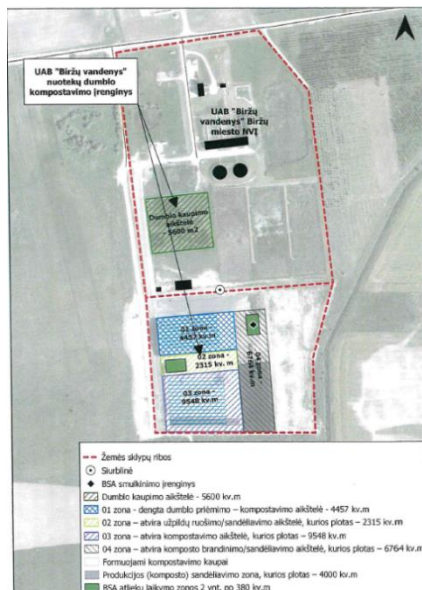 UAB "Biržų vandenys"
nuotekų dumblo
kompostavimo įrenginys
UAB "Biržų
vandenys" Biržų
miesto NVĮ
Dumblo kaupimo
aikštelė
- 5600 m2
01 zona -
4457 kv.m
02 zona -
2315 kv. m
03 zona -
9548 kv.m
04 zona -
6764 kv.m
Žemės sklypų ribos
Siurblinė
BSA smulkinimo įrenginys
Dumblo kaupimo aikštelė - 5600 kv.m
01 zona - dengta dumblo priėmimo – kompostavimo aikštelė - 4457 kv.m
02 zona – atvira užpildų ruošimo/sandėliavimo aikštelė, kurios plotas – 2315 kv.m
03 zona – atvira kompostavimo aikštelė, kurios plotas – 9548 kv.m
04 zona – atvira komposto brandinimo/sandėliavimo aikštelė, kurios plotas – 6764 kv.m
Formuojami kompostavimo kaupai
Produkcijos (komposto) sandėliavimo zona, kurios plotas – 4000 kv.m
BSA atliekų laikymo zonos 2 vnt. po 380 kv.m